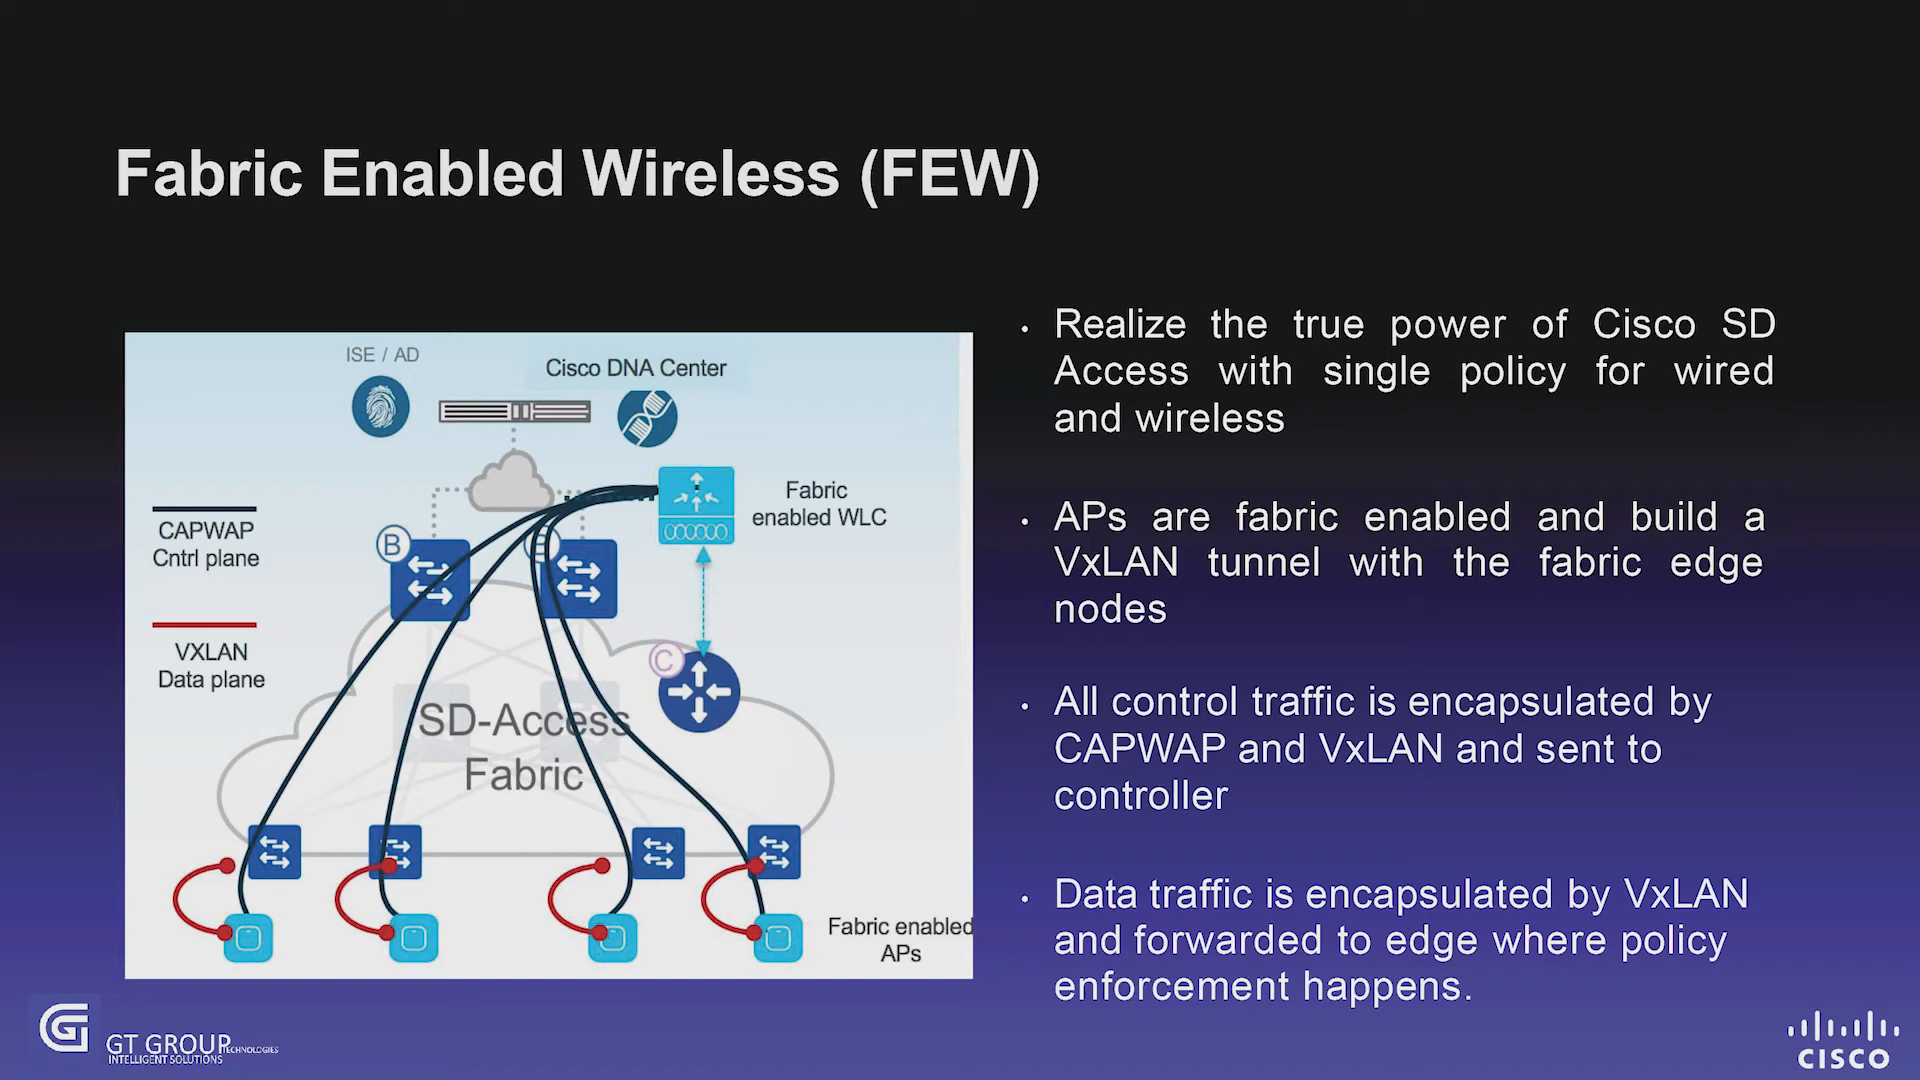 Fabric Enabled Wireless (FEW)
ISE / AD
Cisco DNA Center
Fabric
enabled WLC
CAPWAP
Cntrl plane
B
C
VXLAN
Data plane
SD-Access
Fabric
Fabric enabled
APs
• Realize the true power of Cisco SD
Access with single policy for wired
and wireless
• APs are fabric enabled and build a
VxLAN tunnel with the fabric edge
nodes
• All control traffic is encapsulated by
CAPWAP and VxLAN and sent to
controller
• Data traffic is encapsulated by VxLAN
and forwarded to edge where policy
enforcement happens.
GT GROUP TECHNOLOGIES
INTELLIGENT SOLUTIONS
CISCO